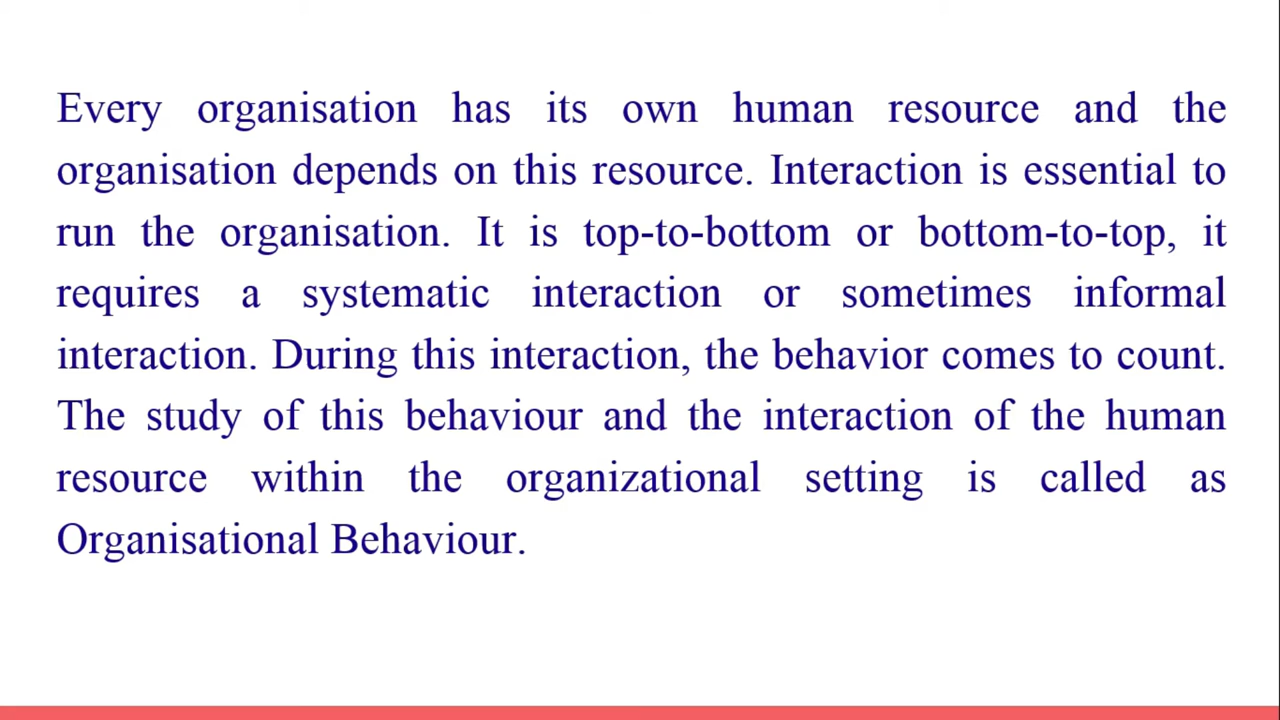 Every organisation has its own human resource and the
organisation depends on this resource. Interaction is essential to
run the organisation. It is top-to-bottom or bottom-to-top, it
requires a systematic interaction or sometimes informal
interaction. During this interaction, the behavior comes to count.
The study of this behaviour and the interaction of the human
resource within the organizational setting is called as
Organisational Behaviour.